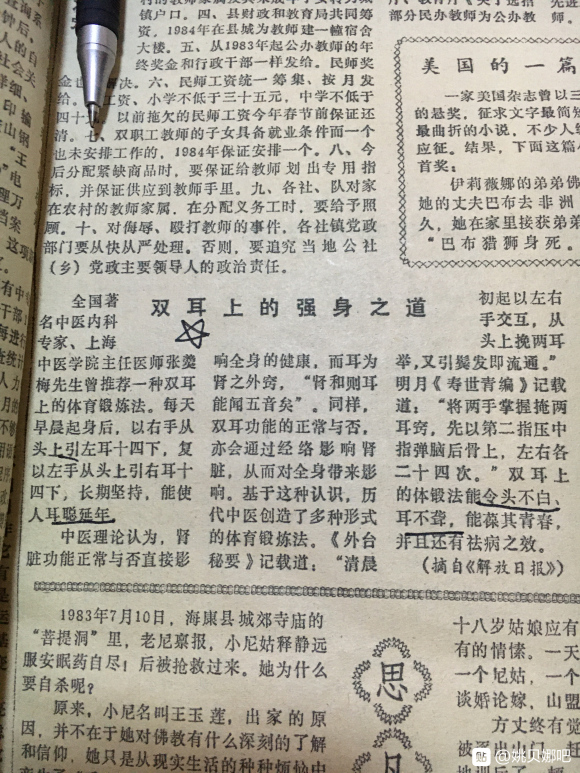 镇户口。四、县财政和教育局共同筹
资，1984年在县城为教师建一幢宿舍
大楼。五、从1983年起公办教师的年
终奖金和行政干部一样发给。民师奖
金也 解决。六、民师工资统一筹集、按月发
给。 工资、小学不低于三十五元，中学不低于
四十 以前拖欠的民师工资今年春节前保证还
清。七、双职工教师的子女具备就业条件而一个
也未安排工作的，1984年保证安排一个。八、今
后分配紧缺商品时，要保证给教师划出专用指
标，并保证供应到教师手里。九、各社、队对家
在农村的教师家属，在分配义务工时，要给予照
顾。十、对侮辱、殴打教师的事件，各社镇党政
部门要从快从严处理。否则，要追究当地公社
（乡）党政主要领导人的政治责任。
部分民办教师为公办教
美国的一篇
一家美国杂志曾以三
的悬奖，征求文字最简短
最曲折的小说，不少人
应征。结果，下面这篇
首奖：
伊莉薇娜的弟弟佛
她的丈夫巴布去非洲
久，她在家里接获弟弟
“巴布猎狮身死。
双耳上的强身之道
全国著
名中医内科
专家、上海
中医学院主任医师张羹
梅先生曾推荐一种双耳
上的体育锻炼法。每天
早晨起身后，以右手从
头上引左耳十四下，复
以左手从头上引右耳十
四下，长期坚持，能使
人耳聪延年。
中医理论认为，肾
脏功能正常与否直接影
响全身的健康，而耳为
肾之外窍，“肾和则耳
能闻五音矣”。同样，
双耳功能的正常与否，
亦会通过经络影响肾
脏，从而对全身带来影
响。基于这种认识，历
代中医创造了多种形式
的体育锻炼法。《外台
秘要》记载道：“清晨
初起以左右
手交互，从
头上挽两耳
举，又引鬓发即流通。”
明月《寿世青编》记载
道：“将两手掌握掩两
耳窍，先以第二指压中
指弹脑后骨上，左右各
二十四次。”双耳上
的体锻法能令头不白、
耳不聋，能葆其青春，
并且还有祛病之效。
（摘自《解放日报》）
1983年7月10日，海康县城郊寺庙的
“菩提洞”里，老尼禀报，小尼姑释静远
服安眠药自尽！后被抢救过来。她为什么
要自杀呢？
原来，小尼名叫王玉莲，出家的原
因，并不在于她对佛教有什么深刻的了解
和信仰，她只是从现实生活的种种烦恼中
思
凡
十八岁姑娘应有
有的情愫。一天
一个尼姑，一个
谈婚论嫁，山盟
方丈终有觉
贴 @姚贝娜吧